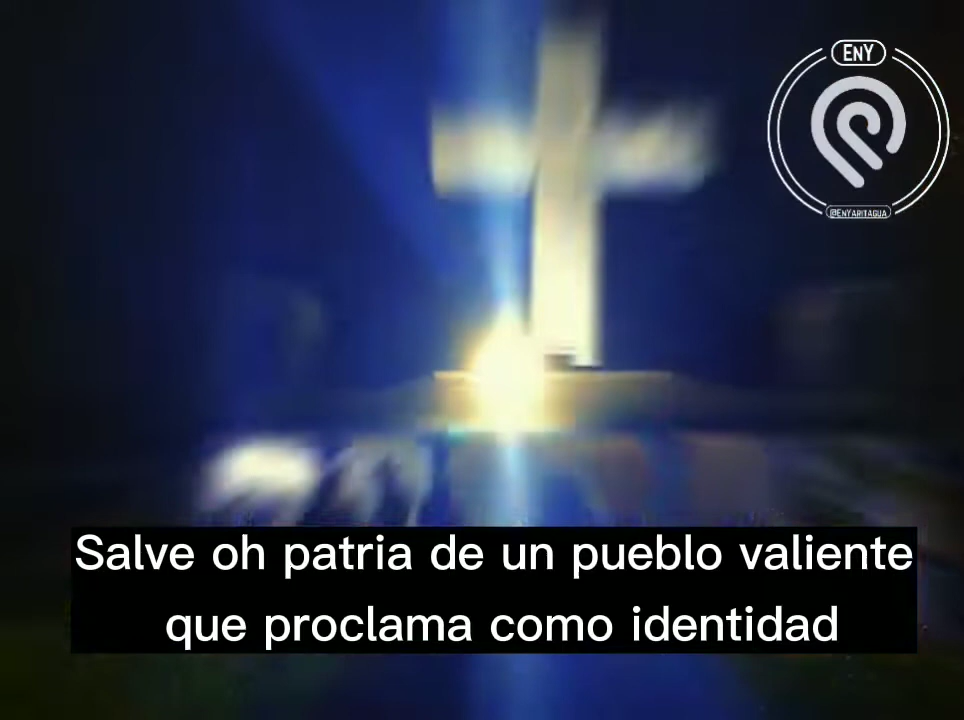 EnY
@ENYARITAGUA
Salve oh patria de un pueblo valiente
que proclama como identidad